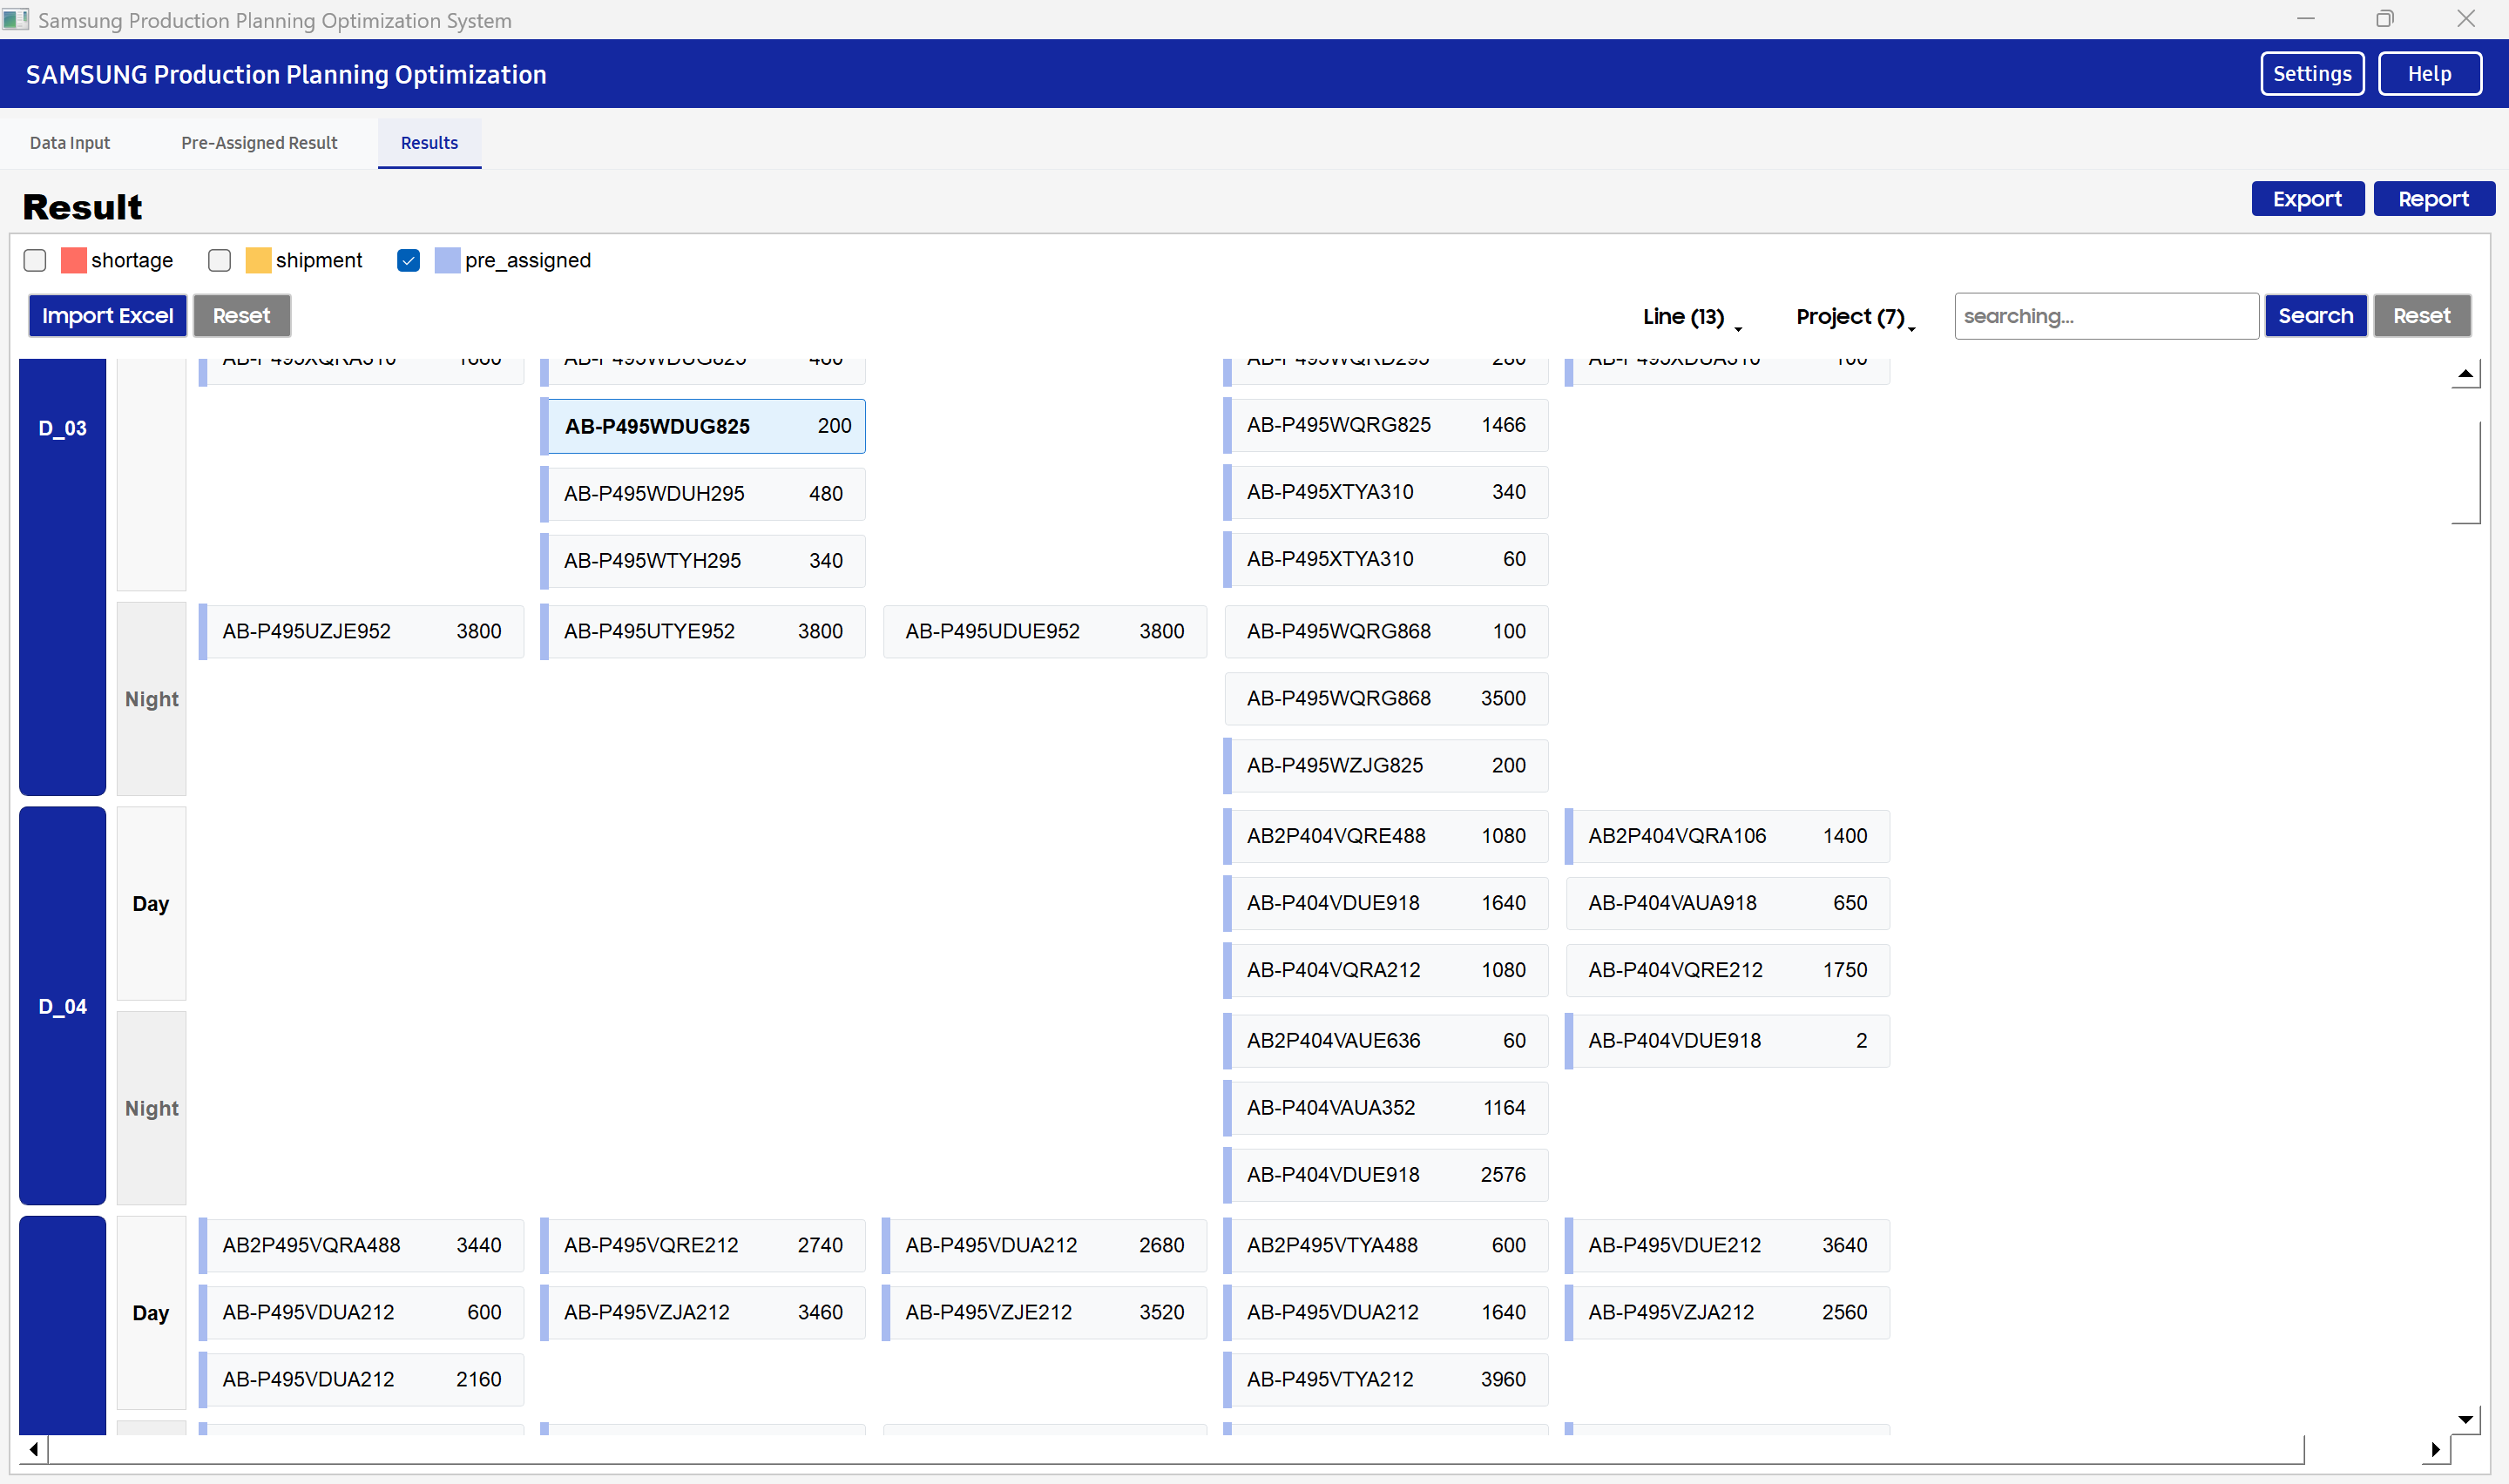 Samsung Production Planning Optimization System
SAMSUNG Production Planning Optimization
Settings
Help
Data Input
Pre-Assigned Result
Results
Result
Export
Report
shortage
shipment
pre_assigned
Import Excel
Reset
Line (13)
Project (7)
searching...
Search
Reset
D_03
AB-P495WDUG825 200
AB-P495WQRG825 1466
AB-P495WDUH295 480
AB-P495XTYA310 340
AB-P495WTYH295 340
AB-P495XTYA310 60
Night
AB-P495UZJE952 3800
AB-P495UTYE952 3800
AB-P495UDUE952 3800
AB-P495WQRG868 100
AB-P495WQRG868 3500
AB-P495WZJG825 200
D_04
Day
AB2P404VQRE488 1080
AB2P404VQRA106 1400
AB-P404VDUE918 1640
AB-P404VAUA918 650
AB-P404VQRA212 1080
AB-P404VQRE212 1750
Night
AB2P404VAUE636 60
AB-P404VDUE918 2
AB-P404VAUA352 1164
AB-P404VDUE918 2576
Day
AB2P495VQRA488 3440
AB-P495VQRE212 2740
AB-P495VDUA212 2680
AB2P495VTYA488 600
AB-P495VDUE212 3640
AB-P495VDUA212 600
AB-P495VZJA212 3460
AB-P495VZJE212 3520
AB-P495VDUA212 1640
AB-P495VZJA212 2560
AB-P495VDUA212 2160
AB-P495VTYA212 3960